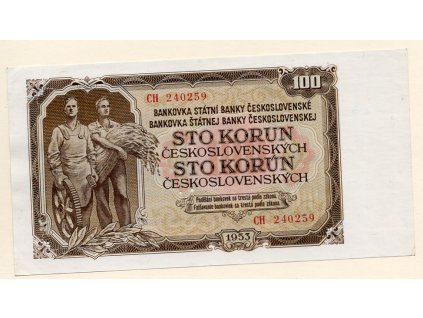 100
CH 240259
BANKOVKA STÁTNÍ BANKY ČESKOSLOVENSKÉ
BANKOVKA ŠTÁTNEJ BANKY ČESKOSLOVENSKEJ
STO KORUN
ČESKOSLOVENSKÝCH
STO KORÚN
ČESKOSLOVENSKÝCH
Padělání bankovek se trestá podle zákona.
Falšovanie bankoviek sa trestá podľa zákona.
CH 240259
1953